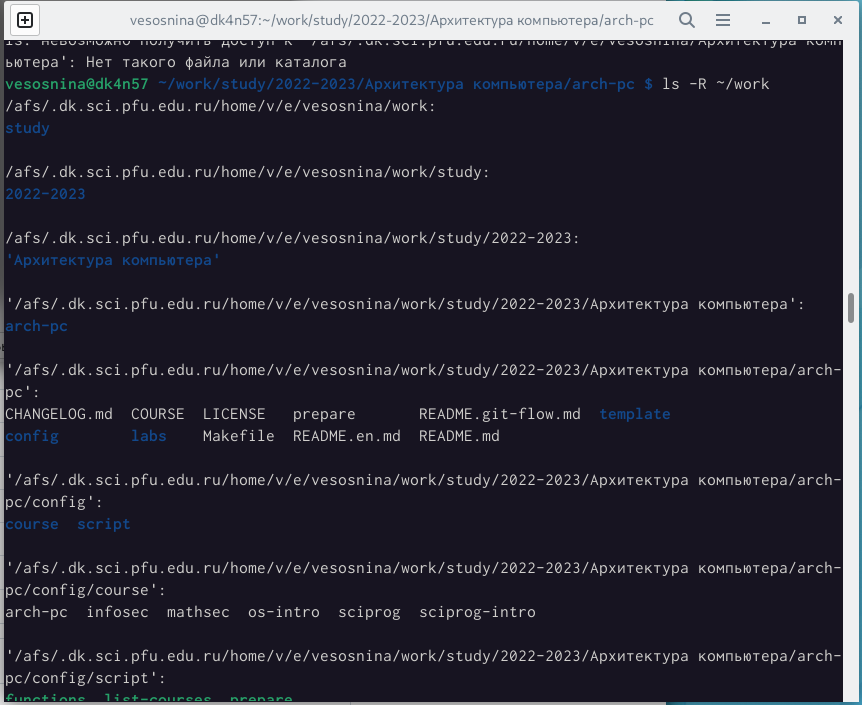 vesosnina@dk4n57:~/work/study/2022-2023/Архитектура компьютера/arch-pc
ls: невозможно получить доступ к '/afs/.dk.sci.pfu.edu.ru/home/v/e/vesosnina/Архитектура комп
ьютера': Нет такого файла или каталога
vesosnina@dk4n57 ~/work/study/2022-2023/Архитектура компьютера/arch-pc $ ls -R ~/work
/afs/.dk.sci.pfu.edu.ru/home/v/e/vesosnina/work:
study
/afs/.dk.sci.pfu.edu.ru/home/v/e/vesosnina/work/study:
2022-2023
/afs/.dk.sci.pfu.edu.ru/home/v/e/vesosnina/work/study/2022-2023:
'Архитектура компьютера'
'/afs/.dk.sci.pfu.edu.ru/home/v/e/vesosnina/work/study/2022-2023/Архитектура компьютера':
arch-pc
'/afs/.dk.sci.pfu.edu.ru/home/v/e/vesosnina/work/study/2022-2023/Архитектура компьютера/arch-
pc':
CHANGELOG.md COURSE LICENSE prepare README.git-flow.md template
config labs Makefile README.en.md README.md
'/afs/.dk.sci.pfu.edu.ru/home/v/e/vesosnina/work/study/2022-2023/Архитектура компьютера/arch-
pc/config':
course script
'/afs/.dk.sci.pfu.edu.ru/home/v/e/vesosnina/work/study/2022-2023/Архитектура компьютера/arch-
pc/config/course':
arch-pc infosec mathsec os-intro sciprog sciprog-intro
'/afs/.dk.sci.pfu.edu.ru/home/v/e/vesosnina/work/study/2022-2023/Архитектура компьютера/arch-
pc/config/script':
functions list-courses prepare